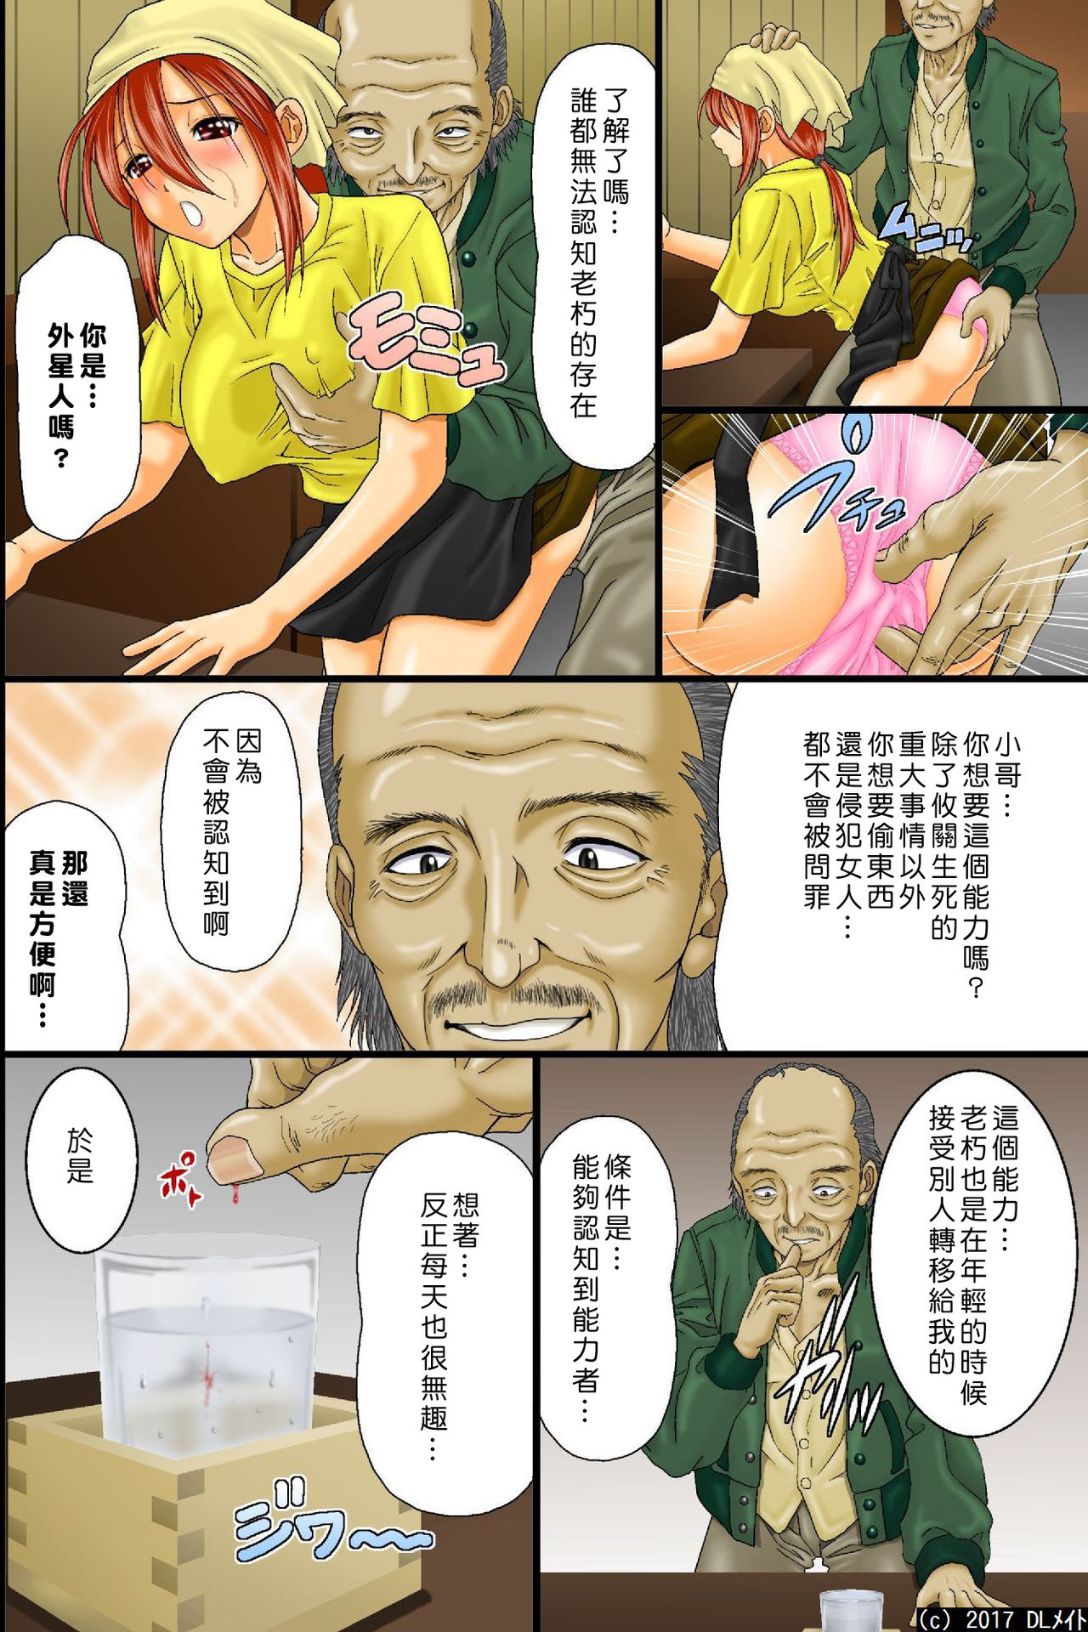 ムニッ
プチュ
了解了嗎…
誰都無法認知老朽的存在
モミュ
你是…
外星人嗎？
小哥…
你想要這個能力嗎？
除了攸關生死的
重大事情以外
你想要偷東西
還是侵犯女人…
都不會被問罪
因為
不會被認知到啊
那還
真是方便啊…
這個能力…
老朽也是在年輕的時候
接受別人轉移給我的
條件是…
能夠認知到能力者…
想著…
反正每天也很無趣…
ポト
於是
ジワ～～
(c) 2017 DLメイト